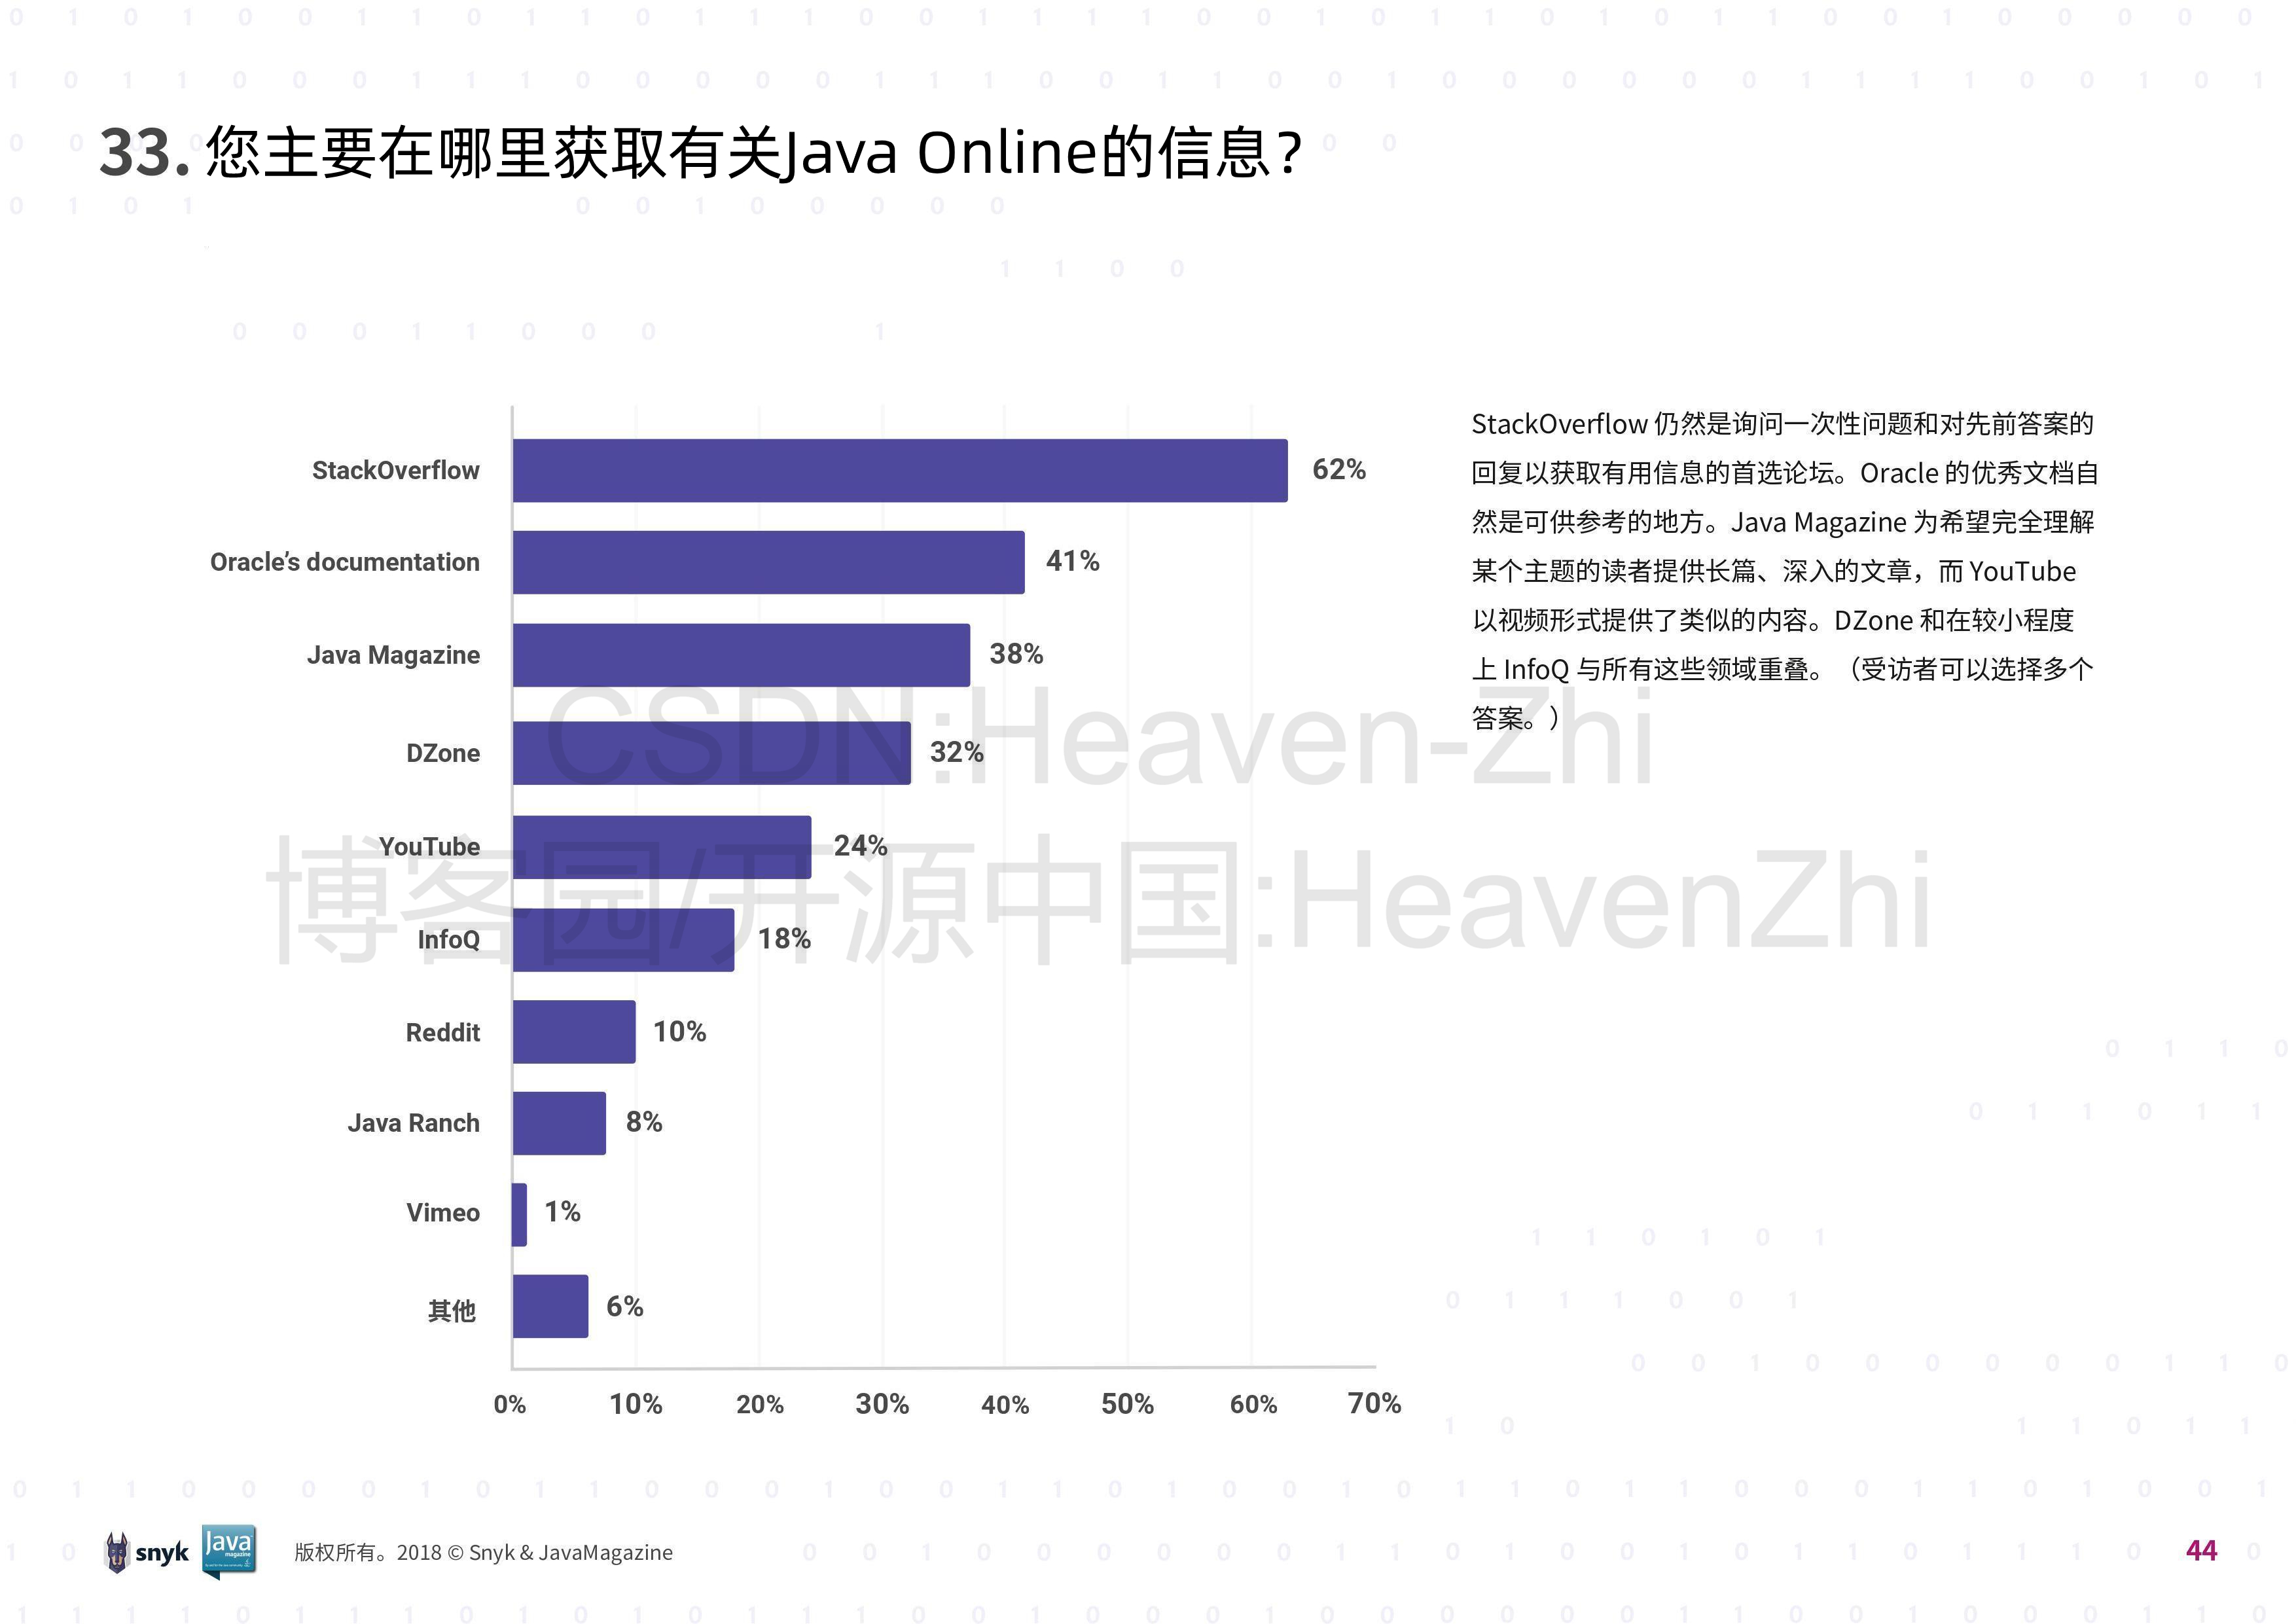 33. 您主要在哪里获取有关Java Online的信息？
StackOverflow 62%
Oracle’s documentation 41%
Java Magazine 38%
DZone 32%
YouTube 24%
InfoQ 18%
Reddit 10%
Java Ranch 8%
Vimeo 1%
其他 6%
0% 10% 20% 30% 40% 50% 60% 70%
StackOverflow 仍然是询问一次性问题和对先前答案的
回复以获取有用信息的首选论坛。Oracle 的优秀文档自
然是可供参考的地方。Java Magazine 为希望完全理解
某个主题的读者提供长篇、深入的文章，而 YouTube
以视频形式提供了类似的内容。DZone 和在较小程度
上 InfoQ 与所有这些领域重叠。（受访者可以选择多个
答案。）
CSDN:Heaven-Zhi
博客园/开源中国:HeavenZhi
snyk
Java
magazine
版权所有。2018 © Snyk & JavaMagazine
44